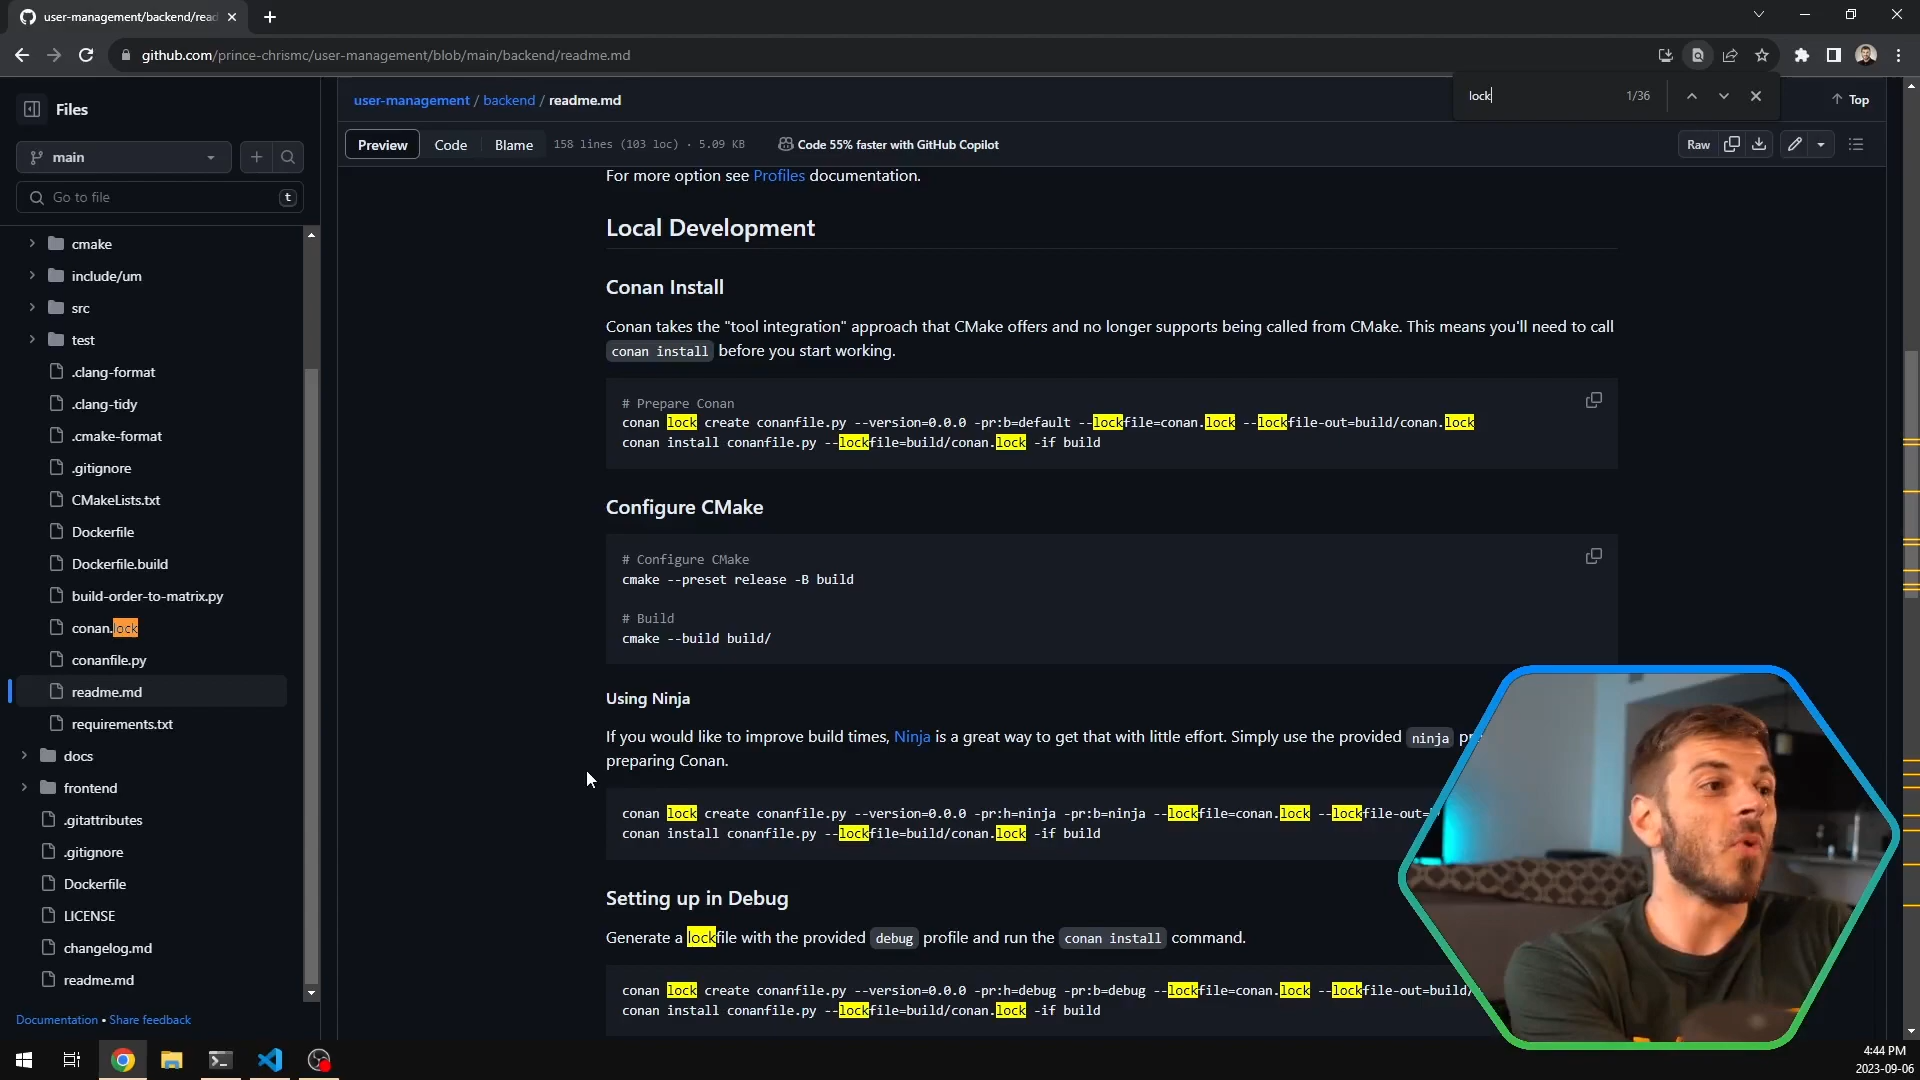 user-management/backend/read
github.com/prince-chrismc/user-management/blob/main/backend/readme.md
lock
1/36
Files
user-management / backend / readme.md
Top
main
Preview
Code
Blame
158 lines (103 loc) · 5.09 KB
Code 55% faster with GitHub Copilot
Raw
Go to file
t
cmake
include/um
src
test
.clang-format
.clang-tidy
.cmake-format
.gitignore
CMakeLists.txt
Dockerfile
Dockerfile.build
build-order-to-matrix.py
conan.lock
conanfile.py
readme.md
requirements.txt
docs
frontend
.gitattributes
.gitignore
Dockerfile
LICENSE
changelog.md
readme.md
Documentation • Share feedback
For more option see Profiles documentation.
Local Development
Conan Install
Conan takes the "tool integration" approach that CMake offers and no longer supports being called from CMake. This means you'll need to call
conan install before you start working.
# Prepare Conan
conan lock create conanfile.py --version=0.0.0 -pr:b=default --lockfile=conan.lock --lockfile-out=build/conan.lock
conan install conanfile.py --lockfile=build/conan.lock -if build
Configure CMake
# Configure CMake
cmake --preset release -B build
# Build
cmake --build build/
Using Ninja
If you would like to improve build times, Ninja is a great way to get that with little effort. Simply use the provided ninja
preparing Conan.
conan lock create conanfile.py --version=0.0.0 -pr:h=ninja -pr:b=ninja --lockfile=conan.lock --lockfile-out=
conan install conanfile.py --lockfile=build/conan.lock -if build
Setting up in Debug
Generate a lockfile with the provided debug profile and run the conan install command.
conan lock create conanfile.py --version=0.0.0 -pr:h=debug -pr:b=debug --lockfile=conan.lock --lockfile-out=build/
conan install conanfile.py --lockfile=build/conan.lock -if build
4:44 PM
2023-09-06